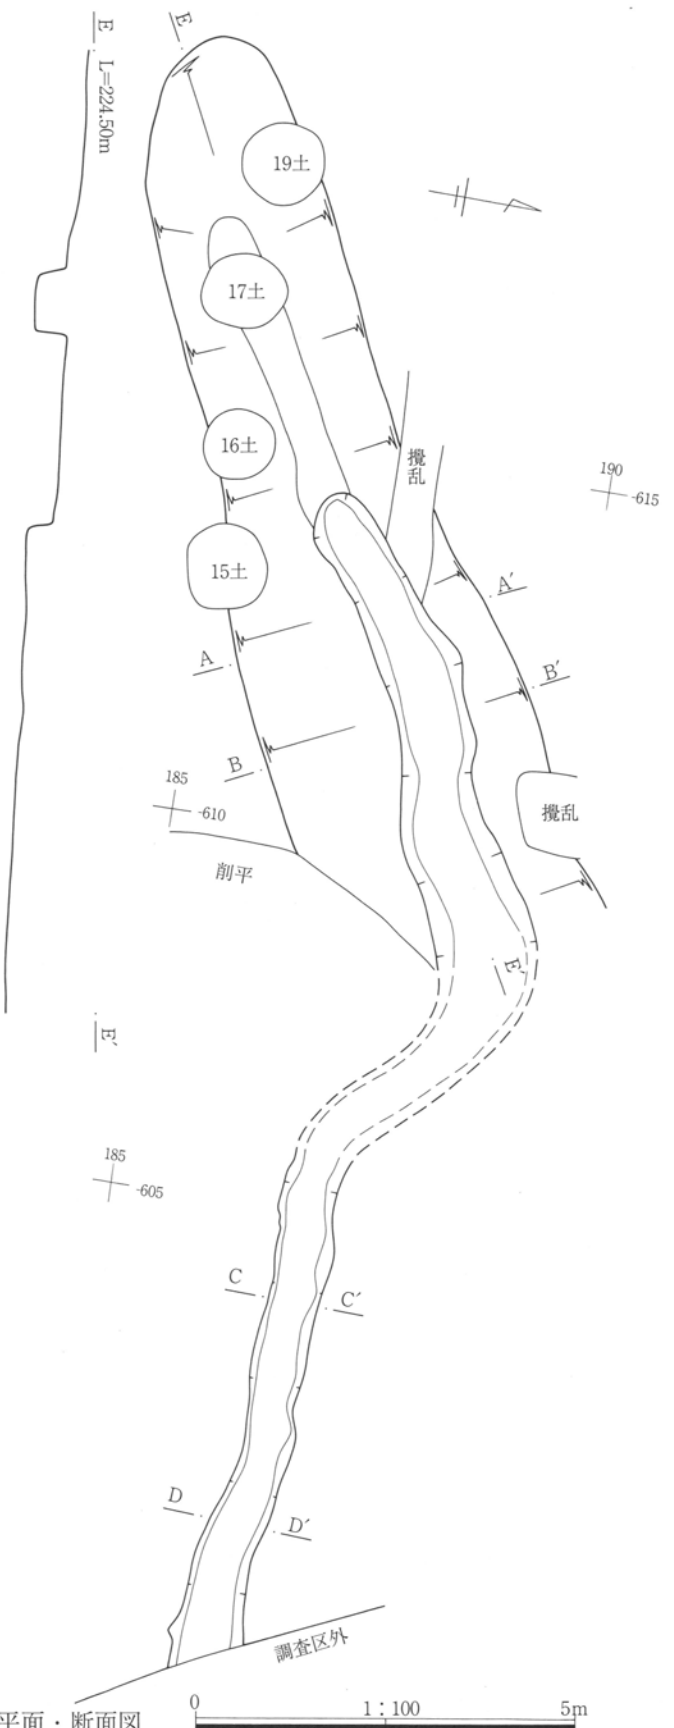 E
L=224.50m
E
19土
17土
16土
15土
攪乱
190
-615
A
A′
B
B′
185
-610
削平
攪乱
E′
E′
185
-605
C
C′
D
D′
調査区外
平面・断面図
0 1:100 5m